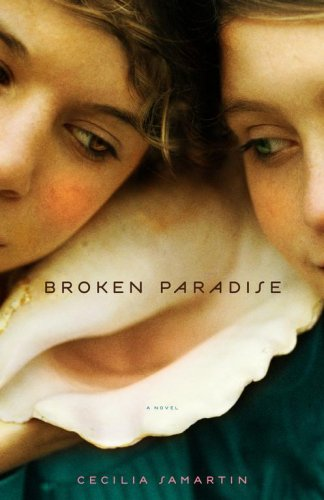 BROKEN PARADISE
A NOVEL
CECILIA SAMARTIN